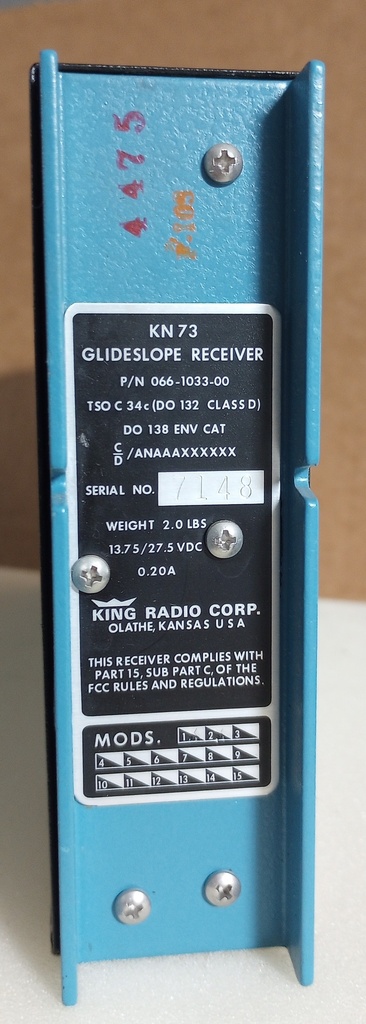 4475
P-109
KN 73
GLIDESLOPE RECEIVER
P/N 066-1033-00
TSO C 34c (DO 132 CLASS D)
DO 138 ENV CAT
C/D /ANAAAXXXXXX
SERIAL NO. 7148
WEIGHT 2.0 LBS
13.75/27.5 VDC
0.20A
KING RADIO CORP.
OLATHE, KANSAS U S A
THIS RECEIVER COMPLIES WITH
PART 15, SUB PART C, OF THE
FCC RULES AND REGULATIONS.
MODS. 1 2 3
4 5 6 7 8 9
10 11 12 13 14 15